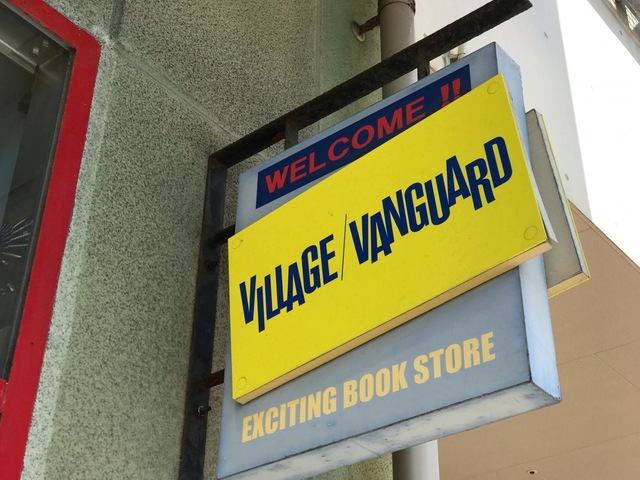 WELCOME !!
VILLAGE/VANGUARD
EXCITING BOOK STORE